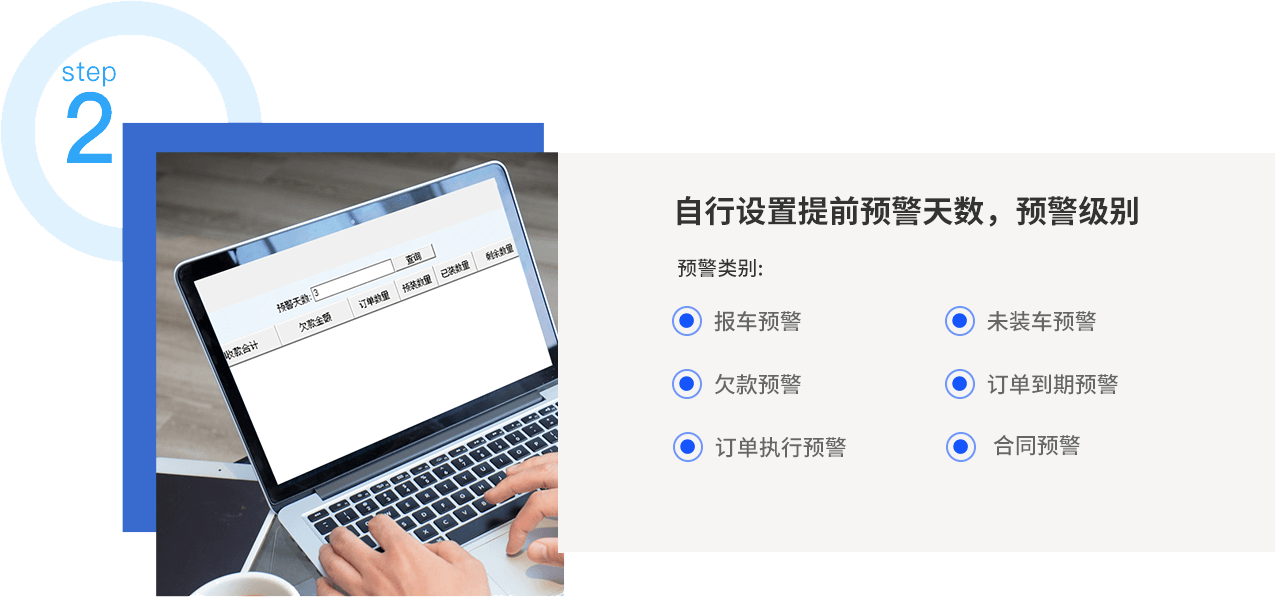 step
2
自行设置提前预警天数，预警级别
预警类别:
报车预警
未装车预警
欠款预警
订单到期预警
订单执行预警
合同预警
预警天数: 3 查询
收款合计 欠款金额 订单数量 预装数量 已装数量 剩余数量